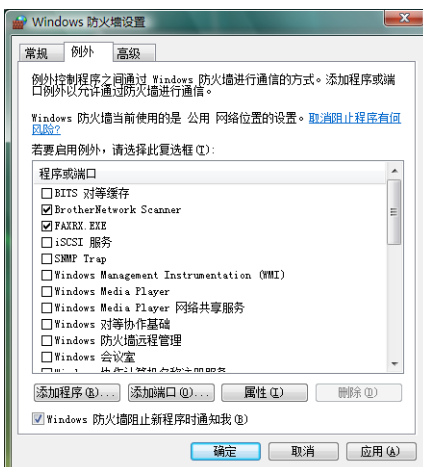 Windows 防火墙设置
常规 例外 高级
例外控制程序之间通过 Windows 防火墙进行通信的方式。添加程序或端
口例外以允许通过防火墙进行通信。
Windows 防火墙当前使用的是 公用 网络位置的设置。取消阻止程序有何
风险?
若要启用例外，请选择此复选框(T):
程序或端口
BITS 对等缓存
BrotherNetwork Scanner
FAXRX.EXE
iSCSI 服务
SNMP Trap
Windows Management Instrumentation (WMI)
Windows Media Player
Windows Media Player 网络共享服务
Windows 对等协作基础
Windows 防火墙远程管理
Windows 会议室
添加程序(R)... 添加端口(O)... 属性(I) 删除(D)
Windows 防火墙阻止新程序时通知我(B)
确定 取消 应用(A)